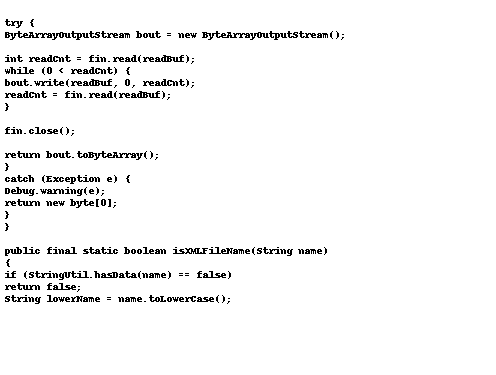 try {
ByteArrayOutputStream bout = new ByteArrayOutputStream();
int readCnt = fin.read(readBuf);
while (0 < readCnt) {
bout.write(readBuf, 0, readCnt);
readCnt = fin.read(readBuf);
}
fin.close();
return bout.toByteArray();
}
catch (Exception e) {
Debug.warning(e);
return new byte[0];
}
}
public final static boolean isXMLFileName(String name)
{
if (StringUtil.hasData(name) == false)
return false;
String lowerName = name.toLowerCase();